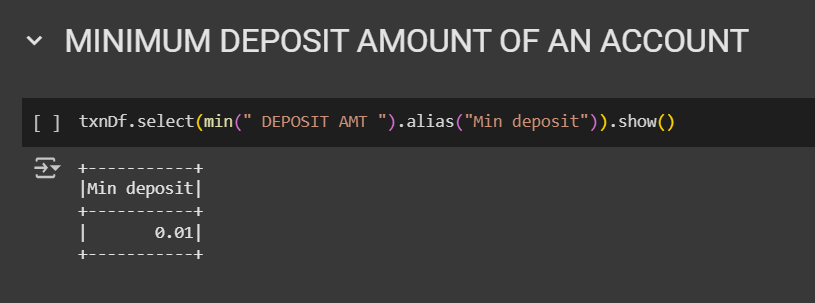 MINIMUM DEPOSIT AMOUNT OF AN ACCOUNT
[ ] txnDf.select(min(" DEPOSIT AMT ").alias("Min deposit")).show()
+-----------+
|Min deposit|
+-----------+
|       0.01|
+-----------+